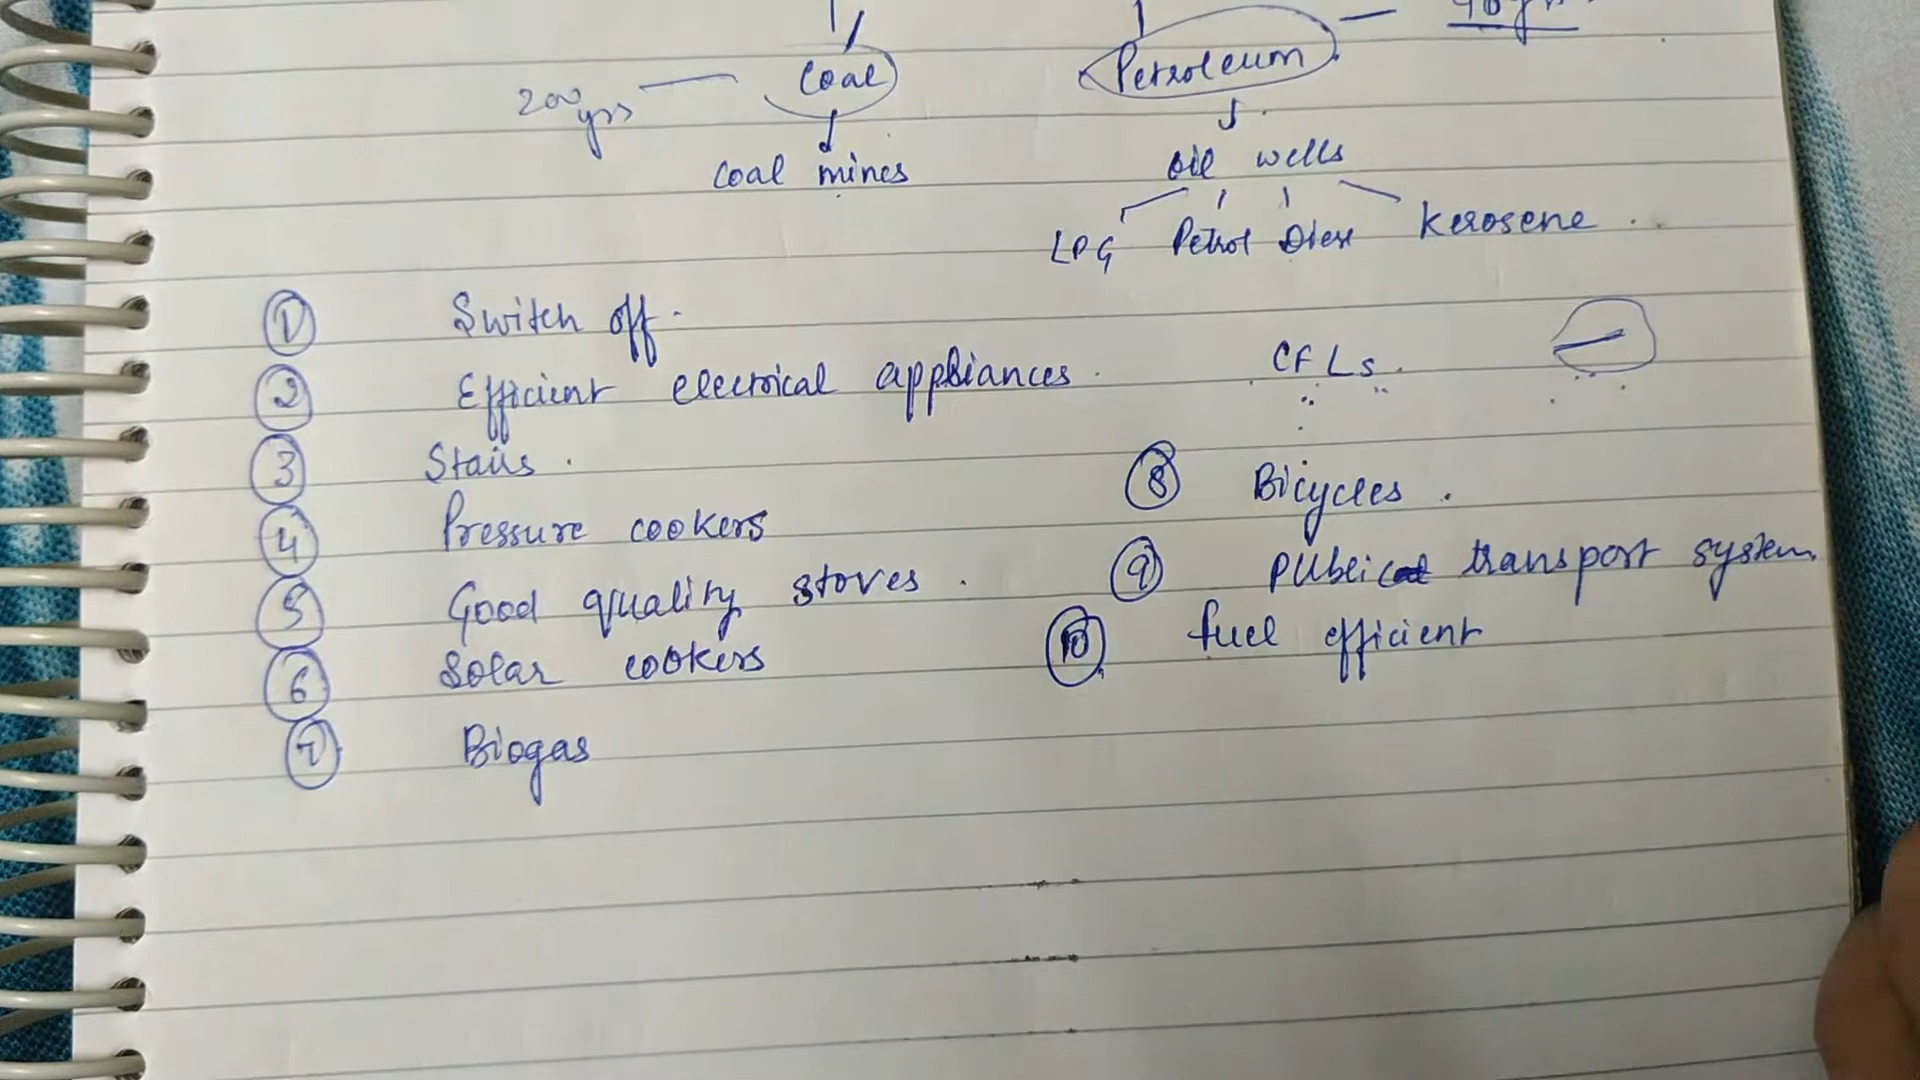 Coal Petroleum
200 yrs
Coal mines oil wells
LPG Petrol Kerosene
1 Switch off.
2 Efficient electrical appliances. CFLs.
3 Stairs.
4 Pressure cookers
5 Good quality stoves.
6 Solar cookers
7 Biogas
8 Bicycles.
9 Public transport system.
10 fuel efficient